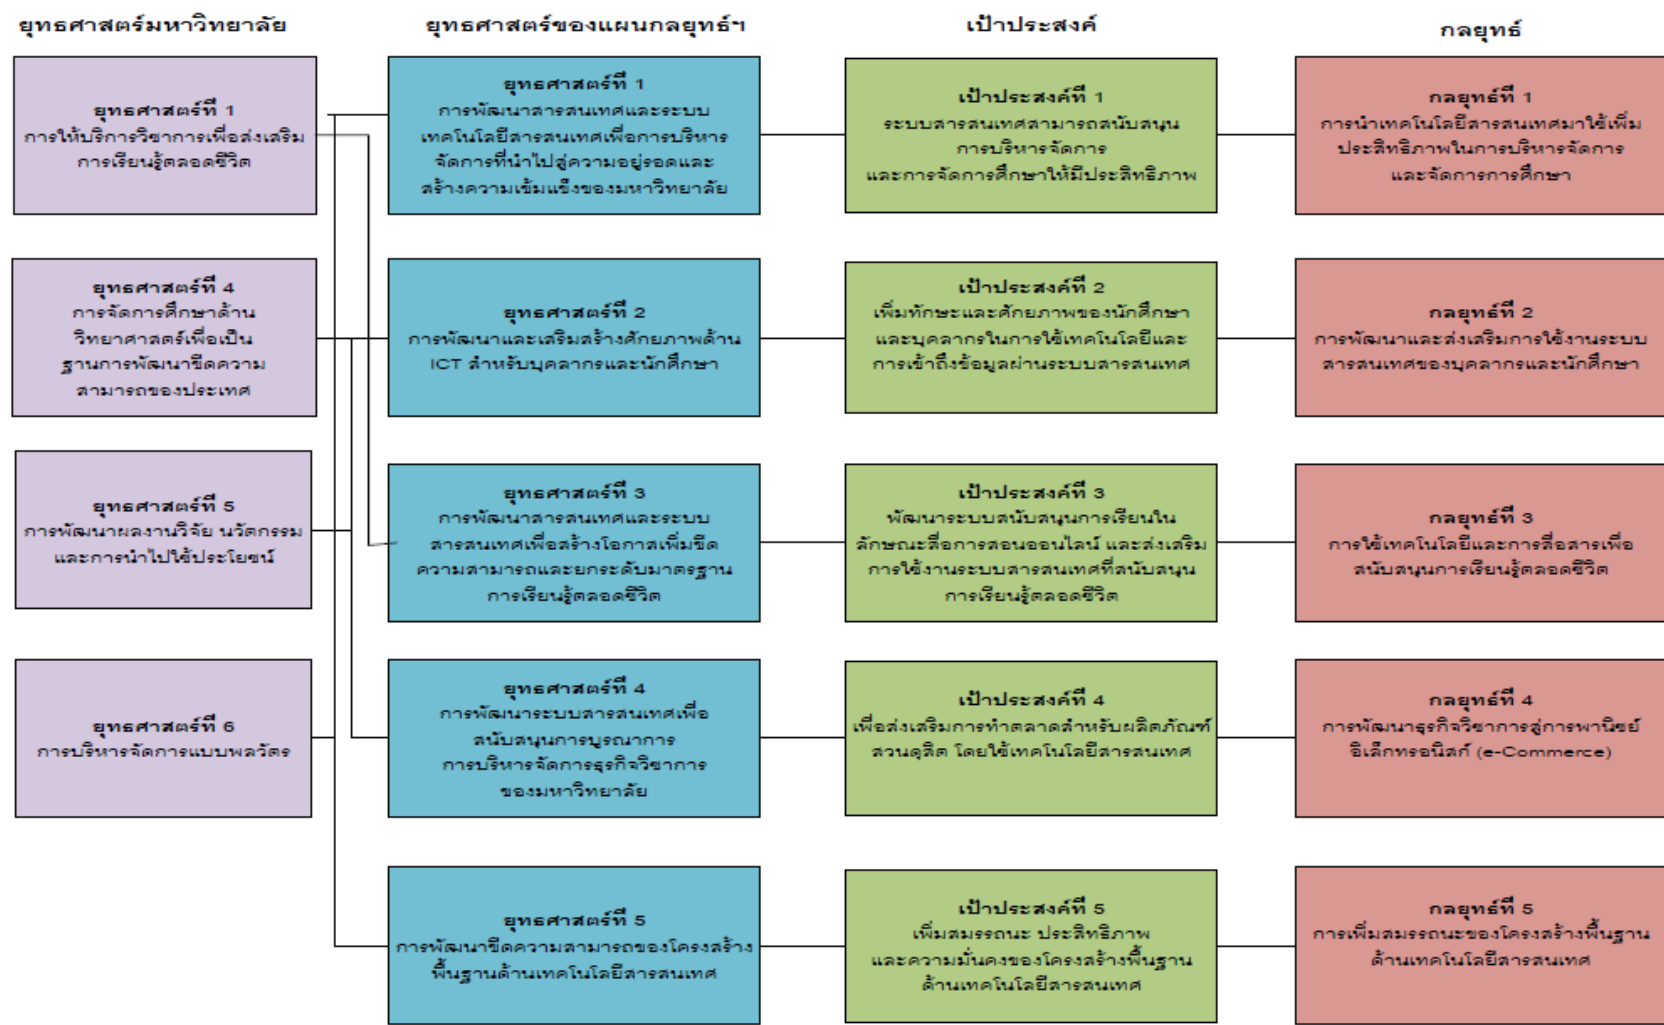 ยุทธศาสตร์มหาวิทยาลัย
ยุทธศาสตร์ของแผนกลยุทธ์ฯ
เป้าประสงค์
กลยุทธ์
ยุทธศาสตร์ที่ 1
การให้บริการวิชาการเพื่อส่งเสริม
การเรียนรู้ตลอดชีวิต
ยุทธศาสตร์ที่ 1
การพัฒนาสารสนเทศและระบบ
เทคโนโลยีสารสนเทศเพื่อการบริหาร
จัดการที่นำไปสู่ความอยู่รอดและ
สร้างความเข้มแข็งของมหาวิทยาลัย
เป้าประสงค์ที่ 1
ระบบสารสนเทศสามารถสนับสนุน
การบริหารจัดการ
และการจัดการศึกษาให้มีประสิทธิภาพ
กลยุทธ์ที่ 1
การนำเทคโนโลยีสารสนเทศมาใช้เพิ่ม
ประสิทธิภาพในการบริหารจัดการ
และจัดการการศึกษา
ยุทธศาสตร์ที่ 4
การจัดการศึกษาด้าน
วิทยาศาสตร์เพื่อเป็น
ฐานการพัฒนาขีดความ
สามารถของประเทศ
ยุทธศาสตร์ที่ 2
การพัฒนาและเสริมสร้างศักยภาพด้าน
ICT สำหรับบุคลากรและนักศึกษา
เป้าประสงค์ที่ 2
เพิ่มทักษะและศักยภาพของนักศึกษา
และบุคลากรในการใช้เทคโนโลยีและ
การเข้าถึงข้อมูลผ่านระบบสารสนเทศ
กลยุทธ์ที่ 2
การพัฒนาและส่งเสริมการใช้งานระบบ
สารสนเทศของบุคลากรและนักศึกษา
ยุทธศาสตร์ที่ 5
การพัฒนาผลงานวิจัย นวัตกรรม
และการนำไปใช้ประโยชน์
ยุทธศาสตร์ที่ 3
การพัฒนาสารสนเทศและระบบ
สารสนเทศเพื่อสร้างโอกาสเพิ่มขีด
ความสามารถและยกระดับมาตรฐาน
การเรียนรู้ตลอดชีวิต
เป้าประสงค์ที่ 3
พัฒนาระบบสนับสนุนการเรียนใน
ลักษณะสื่อการสอนออนไลน์ และส่งเสริม
การใช้งานระบบสารสนเทศที่สนับสนุน
การเรียนรู้ตลอดชีวิต
กลยุทธ์ที่ 3
การใช้เทคโนโลยีและการสื่อสารเพื่อ
สนับสนุนการเรียนรู้ตลอดชีวิต
ยุทธศาสตร์ที่ 6
การบริหารจัดการแบบพลวัตร
ยุทธศาสตร์ที่ 4
การพัฒนาระบบสารสนเทศเพื่อ
สนับสนุนการบูรณาการ
การบริหารจัดการธุรกิจวิชาการ
ของมหาวิทยาลัย
เป้าประสงค์ที่ 4
เพื่อส่งเสริมการทำตลาดสำหรับผลิตภัณฑ์
สวนดุสิต โดยใช้เทคโนโลยีสารสนเทศ
กลยุทธ์ที่ 4
การพัฒนาธุรกิจวิชาการสู่การพานิชย์
อิเล็กทรอนิสก์ (e-Commerce)
ยุทธศาสตร์ที่ 5
การพัฒนาขีดความสามารถของโครงสร้าง
พื้นฐานด้านเทคโนโลยีสารสนเทศ
เป้าประสงค์ที่ 5
เพิ่มสมรรถนะ ประสิทธิภาพ
และความมั่นคงของโครงสร้างพื้นฐาน
ด้านเทคโนโลยีสารสนเทศ
กลยุทธ์ที่ 5
การเพิ่มสมรรถนะของโครงสร้างพื้นฐาน
ด้านเทคโนโลยีสารสนเทศ